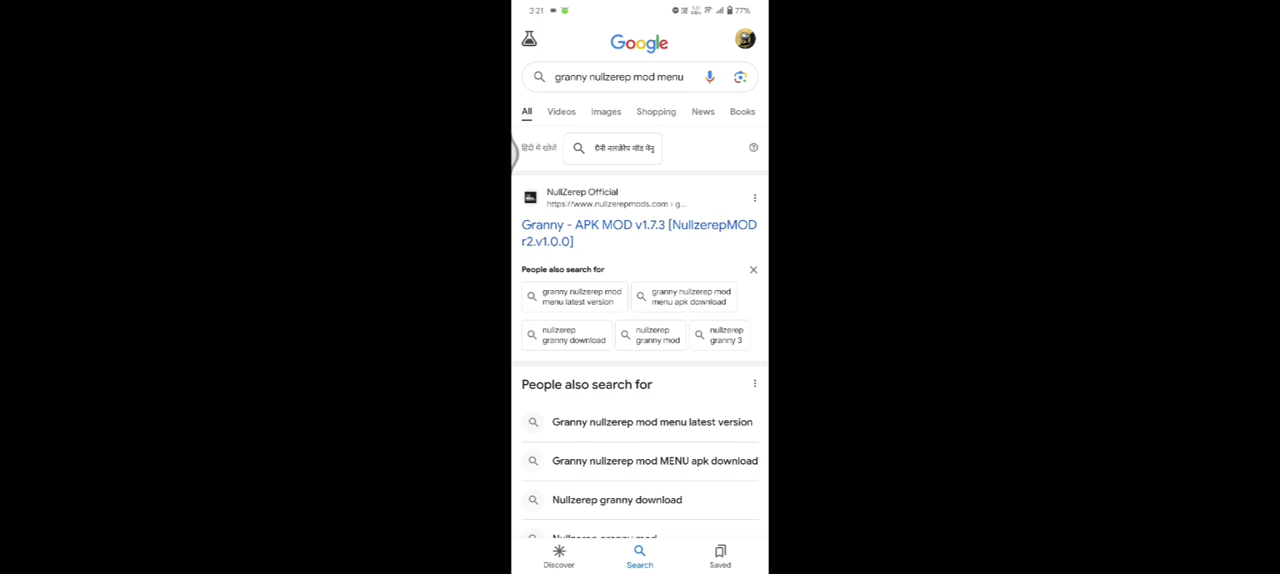 3:21
77%
Google
granny nullzerep mod menu
All Videos Images Shopping News Books
हिंदी में खोजें
NullZerep Official
https://www.nullzerepmods.com › g...
Granny - APK MOD v1.7.3 [NullzerepMOD
r2.v1.0.0]
People also search for
granny nullzerep mod
menu latest version
granny nullzerep mod
menu apk download
nullzerep
granny download
nullzerep
granny mod
nullzerep
granny 3
People also search for
Granny nullzerep mod menu latest version
Granny nullzerep mod MENU apk download
Nullzerep granny download
Nullzerep granny mod
Discover Search Saved